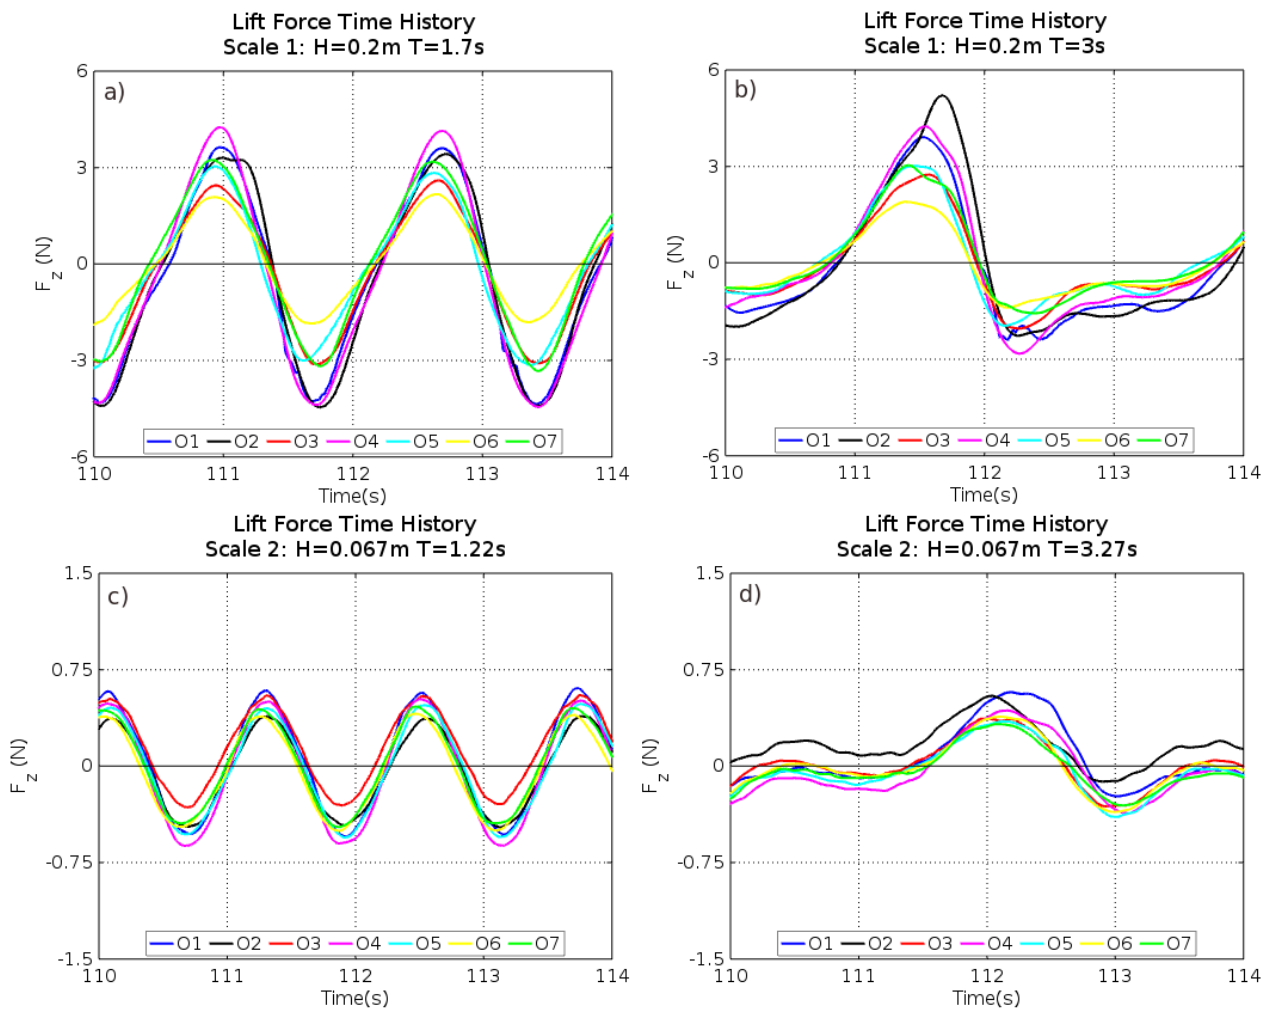 Lift Force Time History
Scale 1: H=0.2m T=1.7s
a)
6
3
0
-3
-6
F z (N)
110 111 112 113 114
Time(s)
O1 O2 O3 O4 O5 O6 O7
Lift Force Time History
Scale 1: H=0.2m T=3s
b)
6
3
0
-3
-6
F z (N)
110 111 112 113 114
Time(s)
O1 O2 O3 O4 O5 O6 O7
Lift Force Time History
Scale 2: H=0.067m T=1.22s
c)
1.5
0.75
0
-0.75
-1.5
F z (N)
110 111 112 113 114
Time(s)
O1 O2 O3 O4 O5 O6 O7
Lift Force Time History
Scale 2: H=0.067m T=3.27s
d)
1.5
0.75
0
-0.75
-1.5
F z (N)
110 111 112 113 114
Time(s)
O1 O2 O3 O4 O5 O6 O7